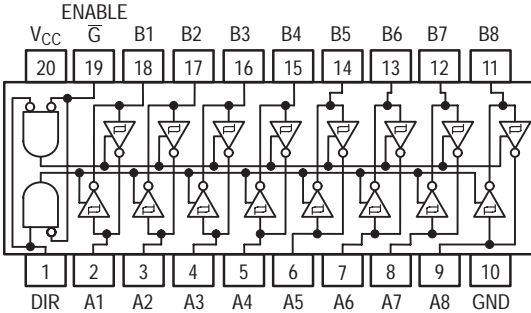 ENABLE
VCC G B1 B2 B3 B4 B5 B6 B7 B8
20 19 18 17 16 15 14 13 12 11
1 2 3 4 5 6 7 8 9 10
DIR A1 A2 A3 A4 A5 A6 A7 A8 GND